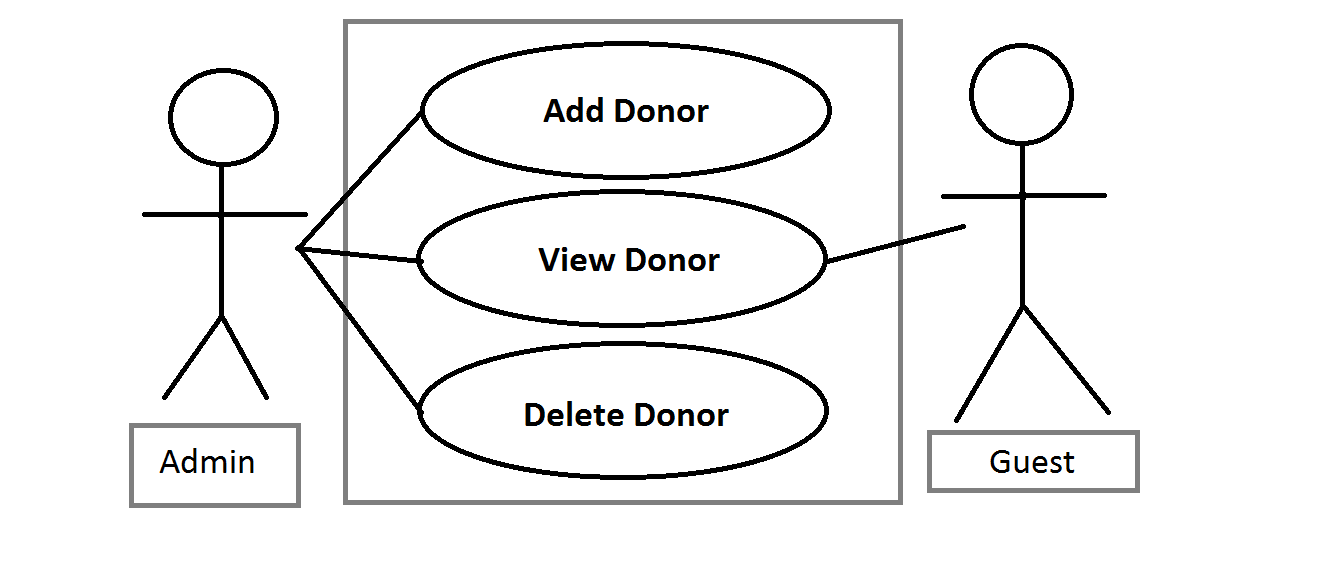 Add Donor
View Donor
Delete Donor
Admin
Guest